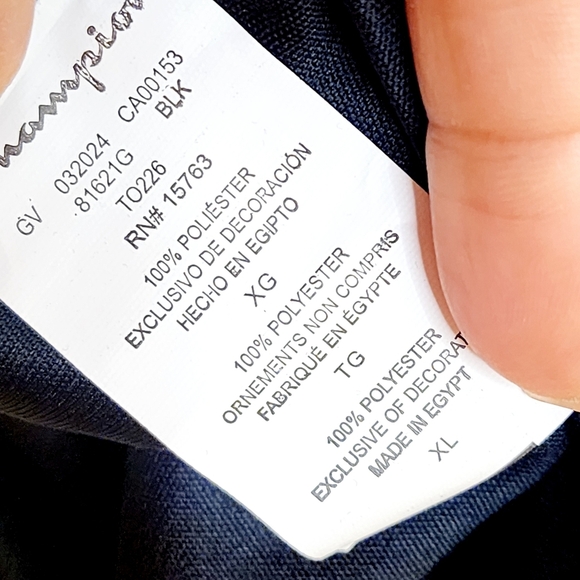 hampion
GV 032024 CA00153
81621G BLK
TO226
RN# 15763
100% POLIÉSTER
EXCLUSIVO DE DECORACIÓN
HECHO EN EGIPTO
XG
100% POLYESTER
ORNEMENTS NON COMPRIS
FABRIQUÉ EN ÉGYPTE
TG
100% POLYESTER
EXCLUSIVE OF DECORAT
MADE IN EGYPT
XL